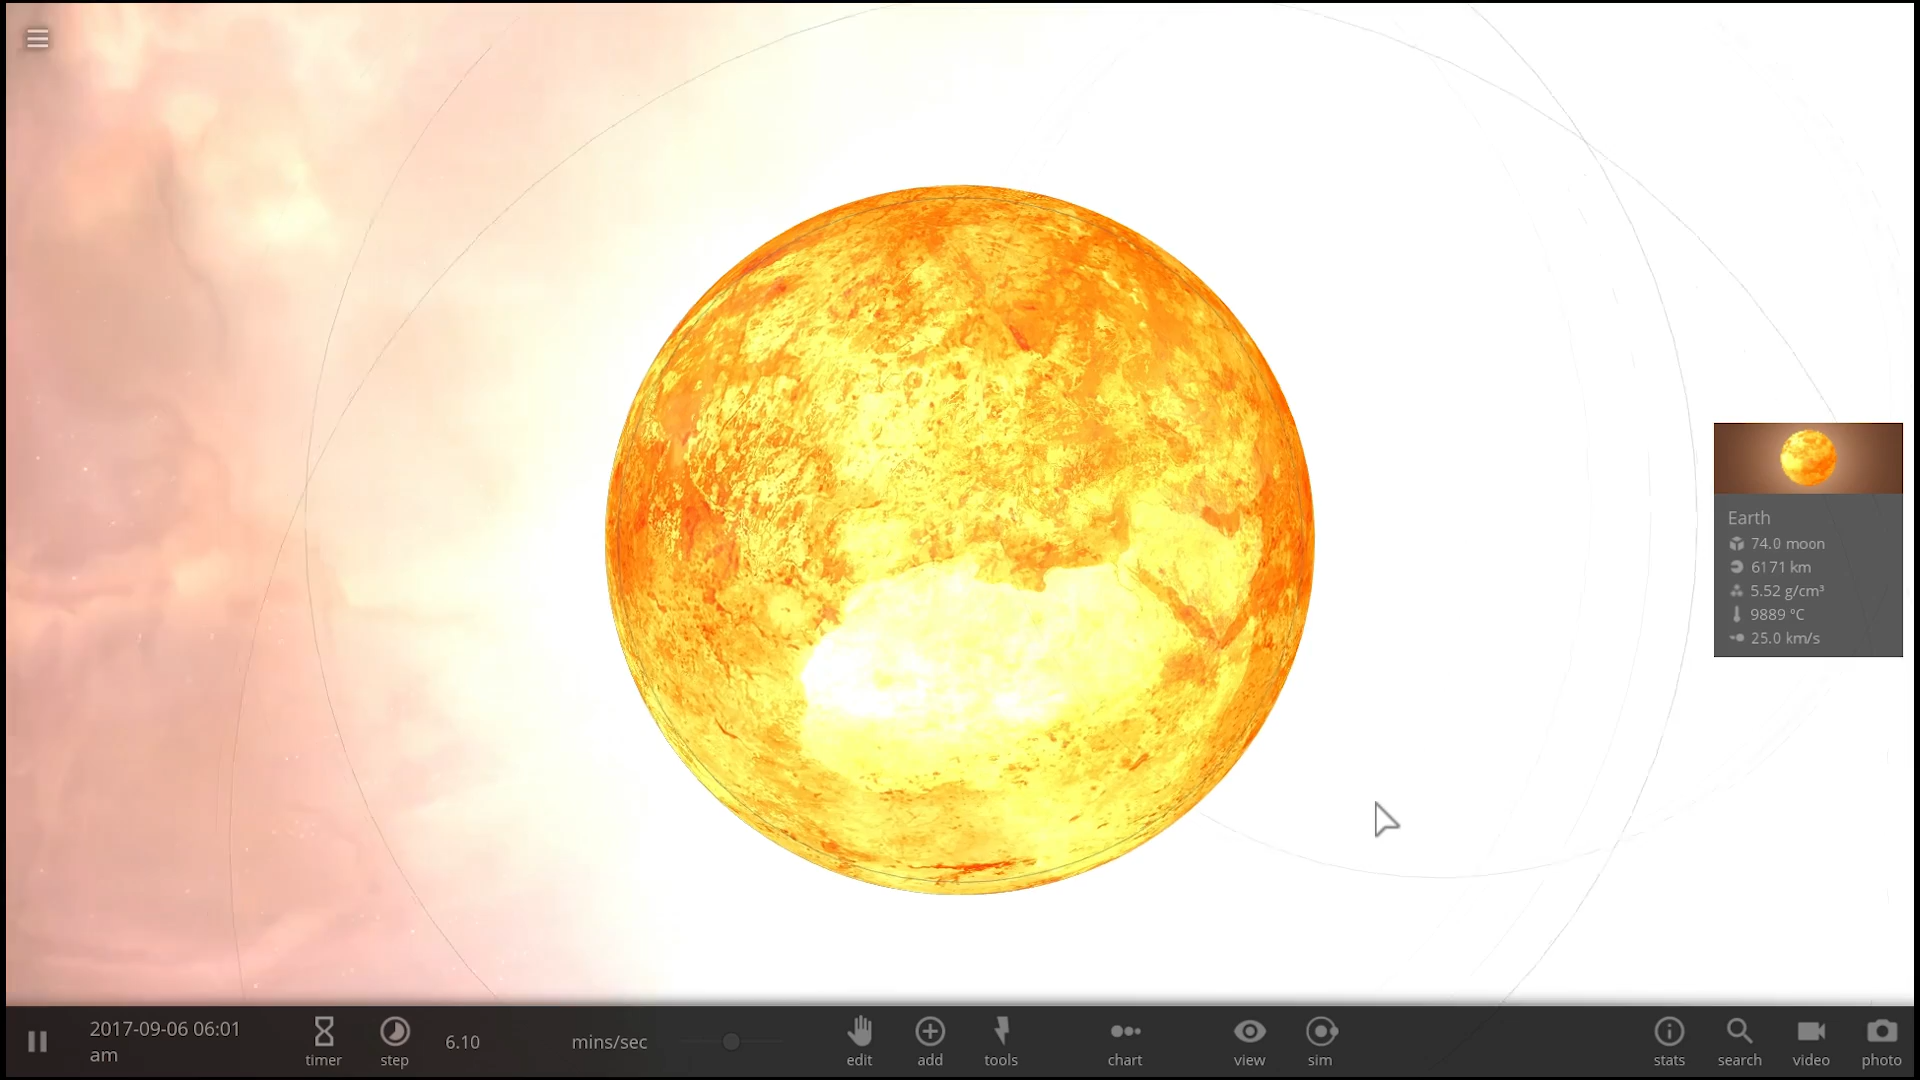 Earth
74.0 moon
6171 km
5.52 g/cm³
9889 °C
25.0 km/s
2017-09-06 06:01
am
timer
step
6.10
mins/sec
edit
add
tools
chart
view
sim
stats
search
video
photo